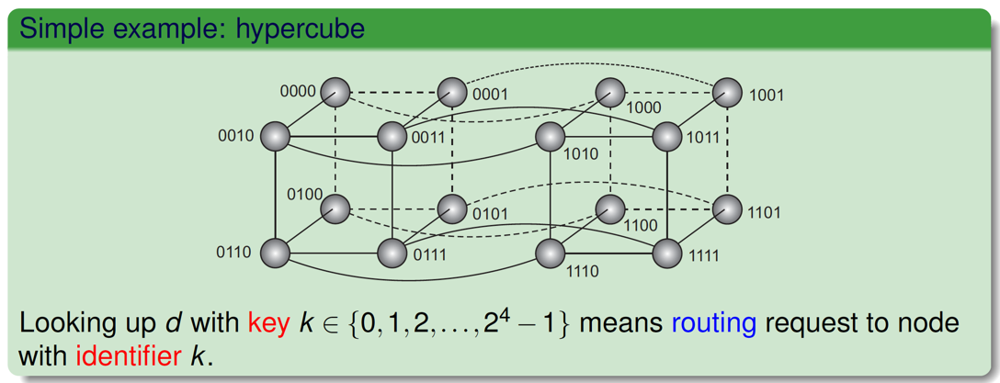 Simple example: hypercube
0000 0001 1000 1001
0010 0011 1010 1011
0100 0101 1100 1101
0110 0111 1110 1111
Looking up d with key k ∈ {0, 1, 2, . . . , 2⁴ − 1} means routing request to node
with identifier k.